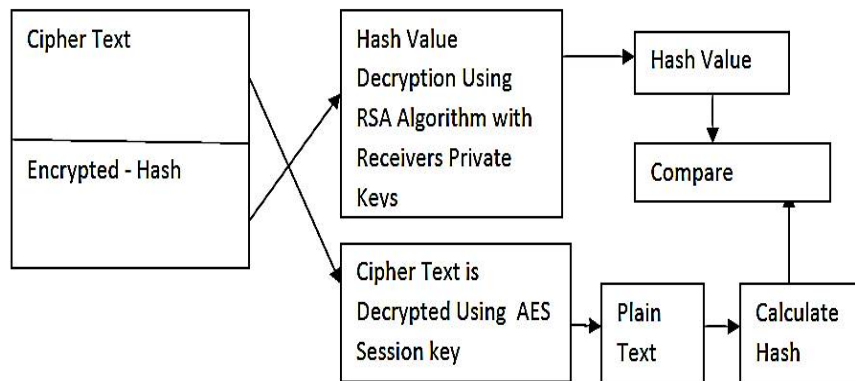 Cipher Text
Encrypted - Hash
Hash Value
Decryption Using
RSA Algorithm with
Receivers Private
Keys
Hash Value
Compare
Cipher Text is
Decrypted Using AES
Session key
Plain
Text
Calculate
Hash